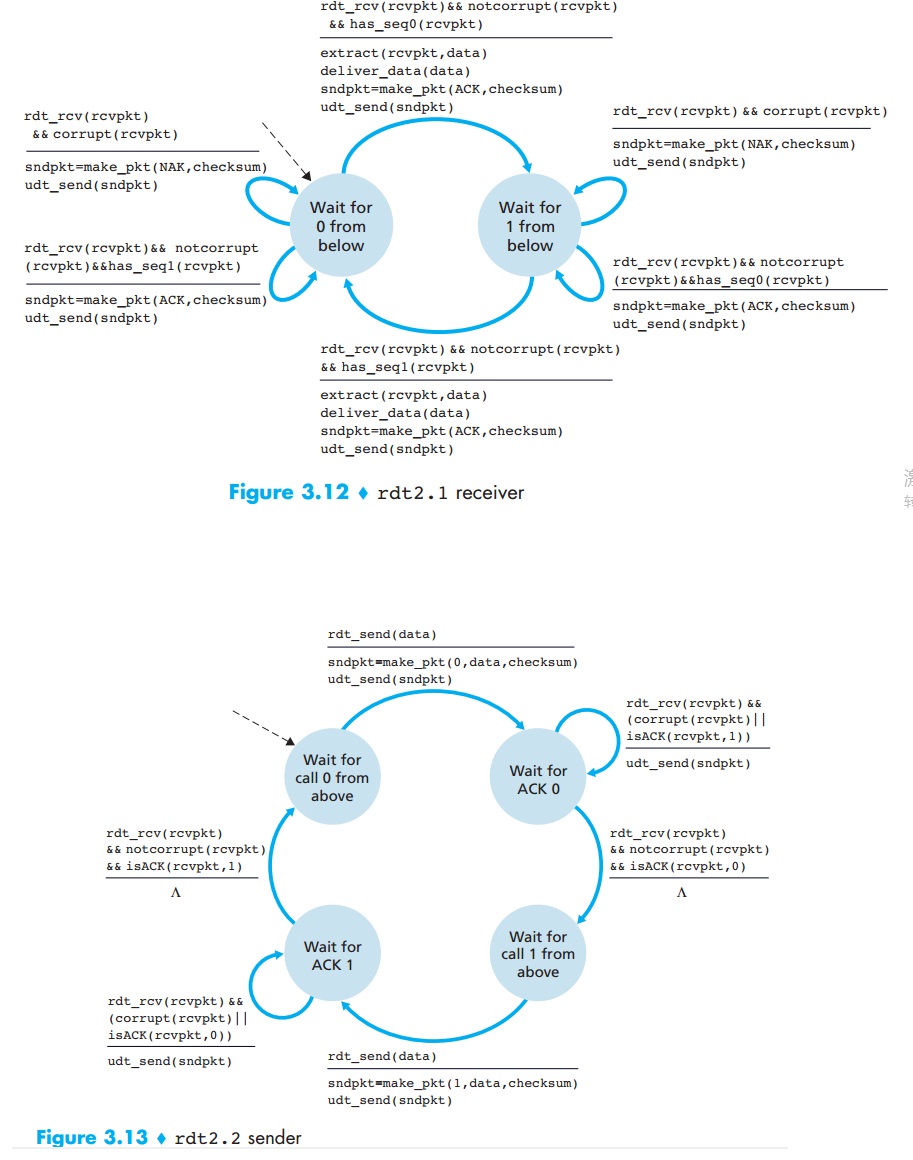 rdt_rcv(rcvpkt)&& notcorrupt(rcvpkt)
&& has_seq0(rcvpkt)
extract(rcvpkt,data)
deliver_data(data)
sndpkt=make_pkt(ACK,checksum)
udt_send(sndpkt)
rdt_rcv(rcvpkt)
&& corrupt(rcvpkt)
sndpkt=make_pkt(NAK,checksum)
udt_send(sndpkt)
rdt_rcv(rcvpkt) && corrupt(rcvpkt)
sndpkt=make_pkt(NAK,checksum)
udt_send(sndpkt)
Wait for
0 from
below
Wait for
1 from
below
rdt_rcv(rcvpkt)&& notcorrupt
(rcvpkt)&&has_seq1(rcvpkt)
sndpkt=make_pkt(ACK,checksum)
udt_send(sndpkt)
rdt_rcv(rcvpkt)&& notcorrupt
(rcvpkt)&&has_seq0(rcvpkt)
sndpkt=make_pkt(ACK,checksum)
udt_send(sndpkt)
rdt_rcv(rcvpkt) && notcorrupt(rcvpkt)
&& has_seq1(rcvpkt)
extract(rcvpkt,data)
deliver_data(data)
sndpkt=make_pkt(ACK,checksum)
udt_send(sndpkt)
Figure 3.12 ♦ rdt2.1 receiver
rdt_send(data)
sndpkt=make_pkt(0,data,checksum)
udt_send(sndpkt)
rdt_rcv(rcvpkt) &&
(corrupt(rcvpkt)||
isACK(rcvpkt,1))
udt_send(sndpkt)
Wait for
call 0 from
above
Wait for
ACK 0
rdt_rcv(rcvpkt)
&& notcorrupt(rcvpkt)
&& isACK(rcvpkt,1)
Λ
rdt_rcv(rcvpkt)
&& notcorrupt(rcvpkt)
&& isACK(rcvpkt,0)
Λ
Wait for
ACK 1
Wait for
call 1 from
above
rdt_rcv(rcvpkt) &&
(corrupt(rcvpkt)||
isACK(rcvpkt,0))
udt_send(sndpkt)
rdt_send(data)
sndpkt=make_pkt(1,data,checksum)
udt_send(sndpkt)
Figure 3.13 ♦ rdt2.2 sender